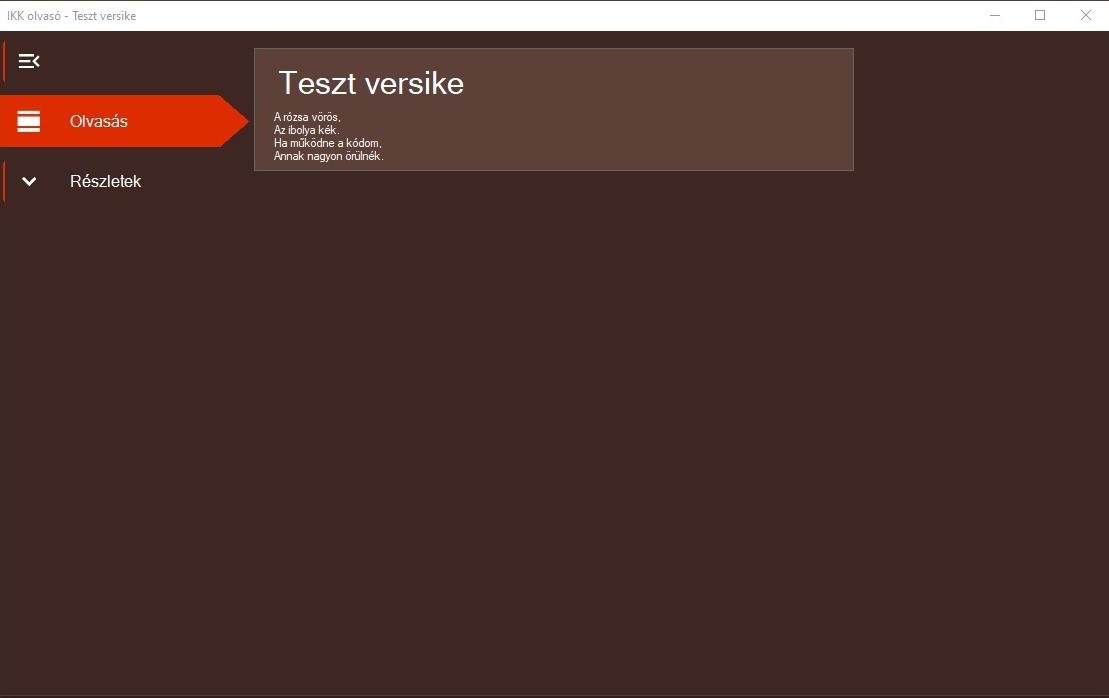 IKK olvasó - Teszt versike
Olvasás
Részletek
Teszt versike
A rózsa vörös,
Az ibolya kék.
Ha működne a kódom,
Annak nagyon örülnék.